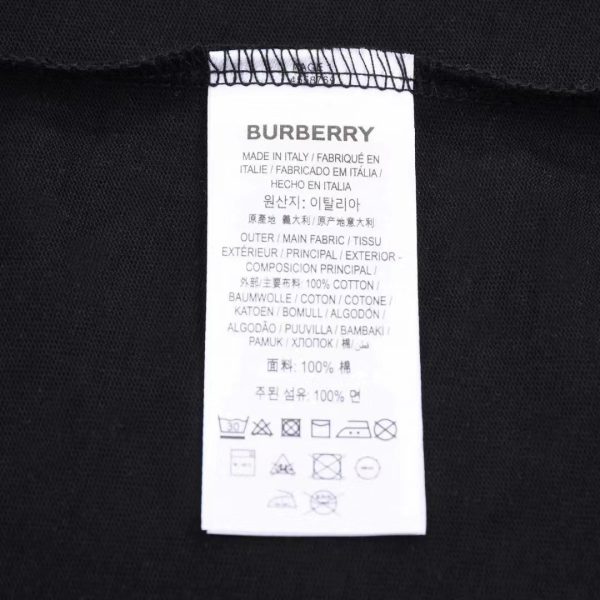 BURBERRY
MADE IN ITALY / FABRIQUÉ EN
ITALIE / FABRICADO EM ITÁLIA /
HECHO EN ITALIA
원산지: 이탈리아
原產地 義大利 / 原产地意大利
OUTER / MAIN FABRIC / TISSU
EXTÉRIEUR / PRINCIPAL / EXTERIOR -
COMPOSICION PRINCIPAL /
外部/主要布料: 100% COTTON /
BAUMWOLLE / COTON / COTONE /
KATOEN / BOMULL / ALGODÓN /
ALGODÃO / PUUVILLA / BAMBAKI /
PAMUK / ХЛОПОК / 棉/ قطن /
面料: 100% 棉
주된 섬유: 100% 면
30